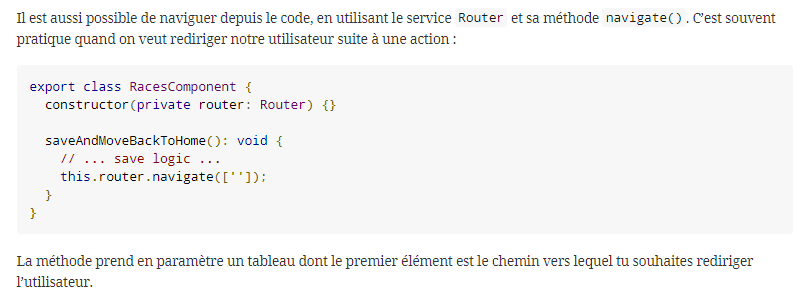 Il est aussi possible de naviguer depuis le code, en utilisant le service Router et sa méthode navigate(). C’est souvent
pratique quand on veut rediriger notre utilisateur suite à une action :
export class RacesComponent {
  constructor(private router: Router) {}
  saveAndMoveBackToHome(): void {
    // ... save logic ...
    this.router.navigate(['']);
  }
}
La méthode prend en paramètre un tableau dont le premier élément est le chemin vers lequel tu souhaites rediriger
l’utilisateur.